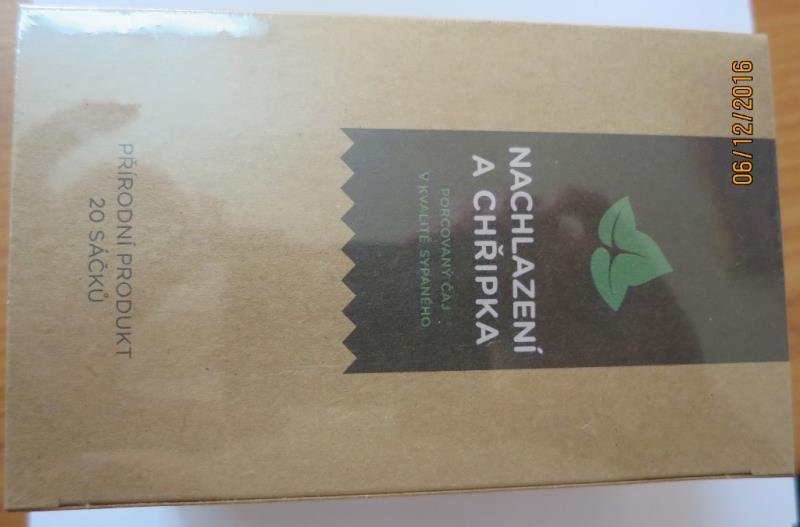 NACHLAZENÍ
A CHŘIPKA
PORCOVANÝ ČAJ
V KVALITĚ SYPANÉHO
PŘÍRODNÍ PRODUKT
20 SÁČKŮ
06/12/2016